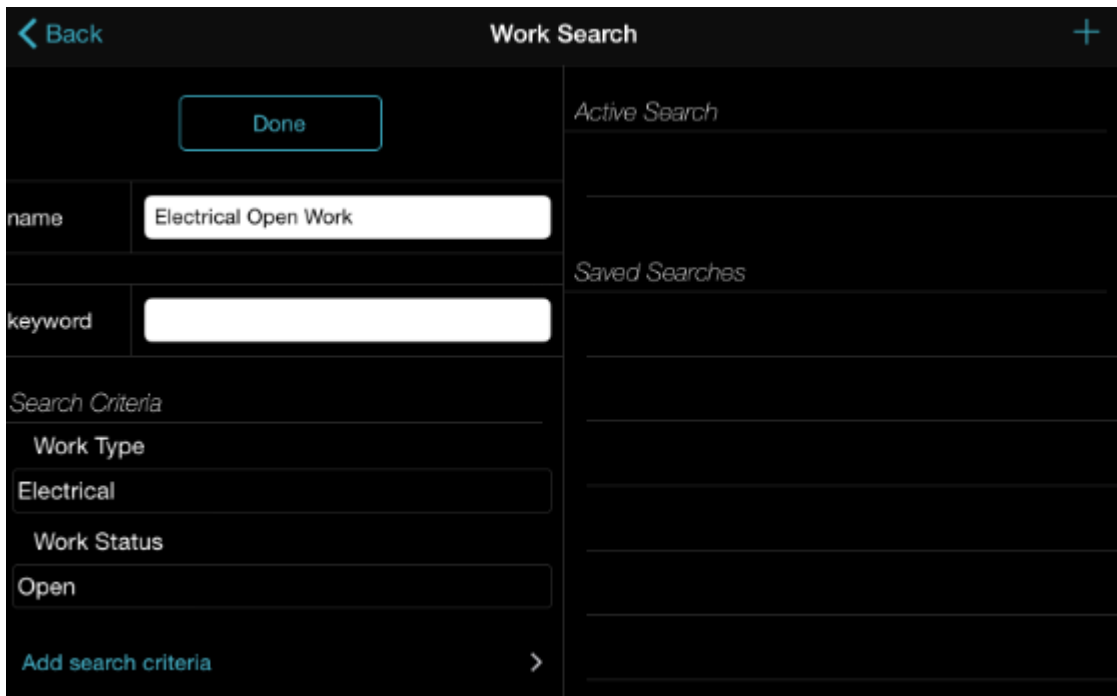 Back
Work Search
+
Done
name
Electrical Open Work
keyword
Search Criteria
Work Type
Electrical
Work Status
Open
Add search criteria
Active Search
Saved Searches